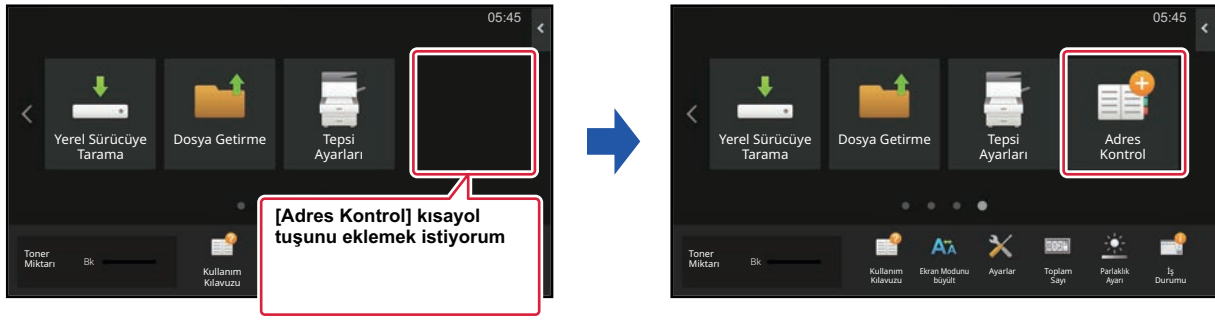 05:45
Yerel Sürücüye
Tarama
Dosya Getirme
Tepsi
Ayarları
[Adres Kontrol] kısayol
tuşunu eklemek istiyorum
Toner
Miktarı
Bk
Kullanım
Kılavuzu
05:45
Yerel Sürücüye
Tarama
Dosya Getirme
Tepsi
Ayarları
Adres
Kontrol
Toner
Miktarı
Bk
Kullanım
Kılavuzu
Ekran Modunu
büyült
Ayarlar
Toplam
Sayı
Parlaklık
Ayarı
İş
Durumu